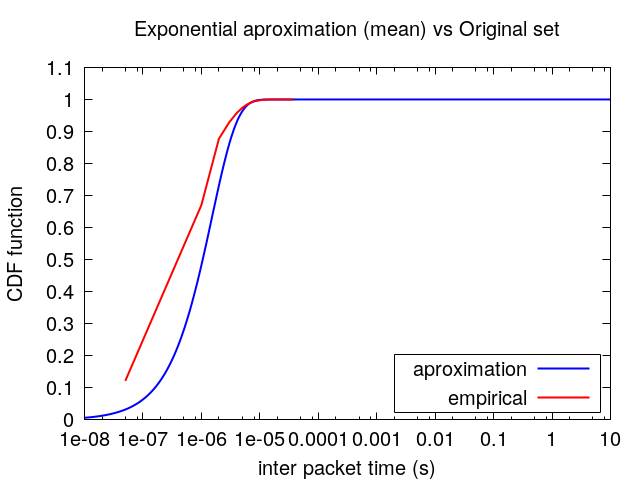 Exponential aproximation (mean) vs Original set
1.1
1
0.9
0.8
0.7
0.6
0.5
0.4
0.3
0.2
0.1
0
CDF function
aproximation
empirical
1e-08 1e-07 1e-06 1e-05 0.0001 0.001 0.01 0.1 1 10
inter packet time (s)